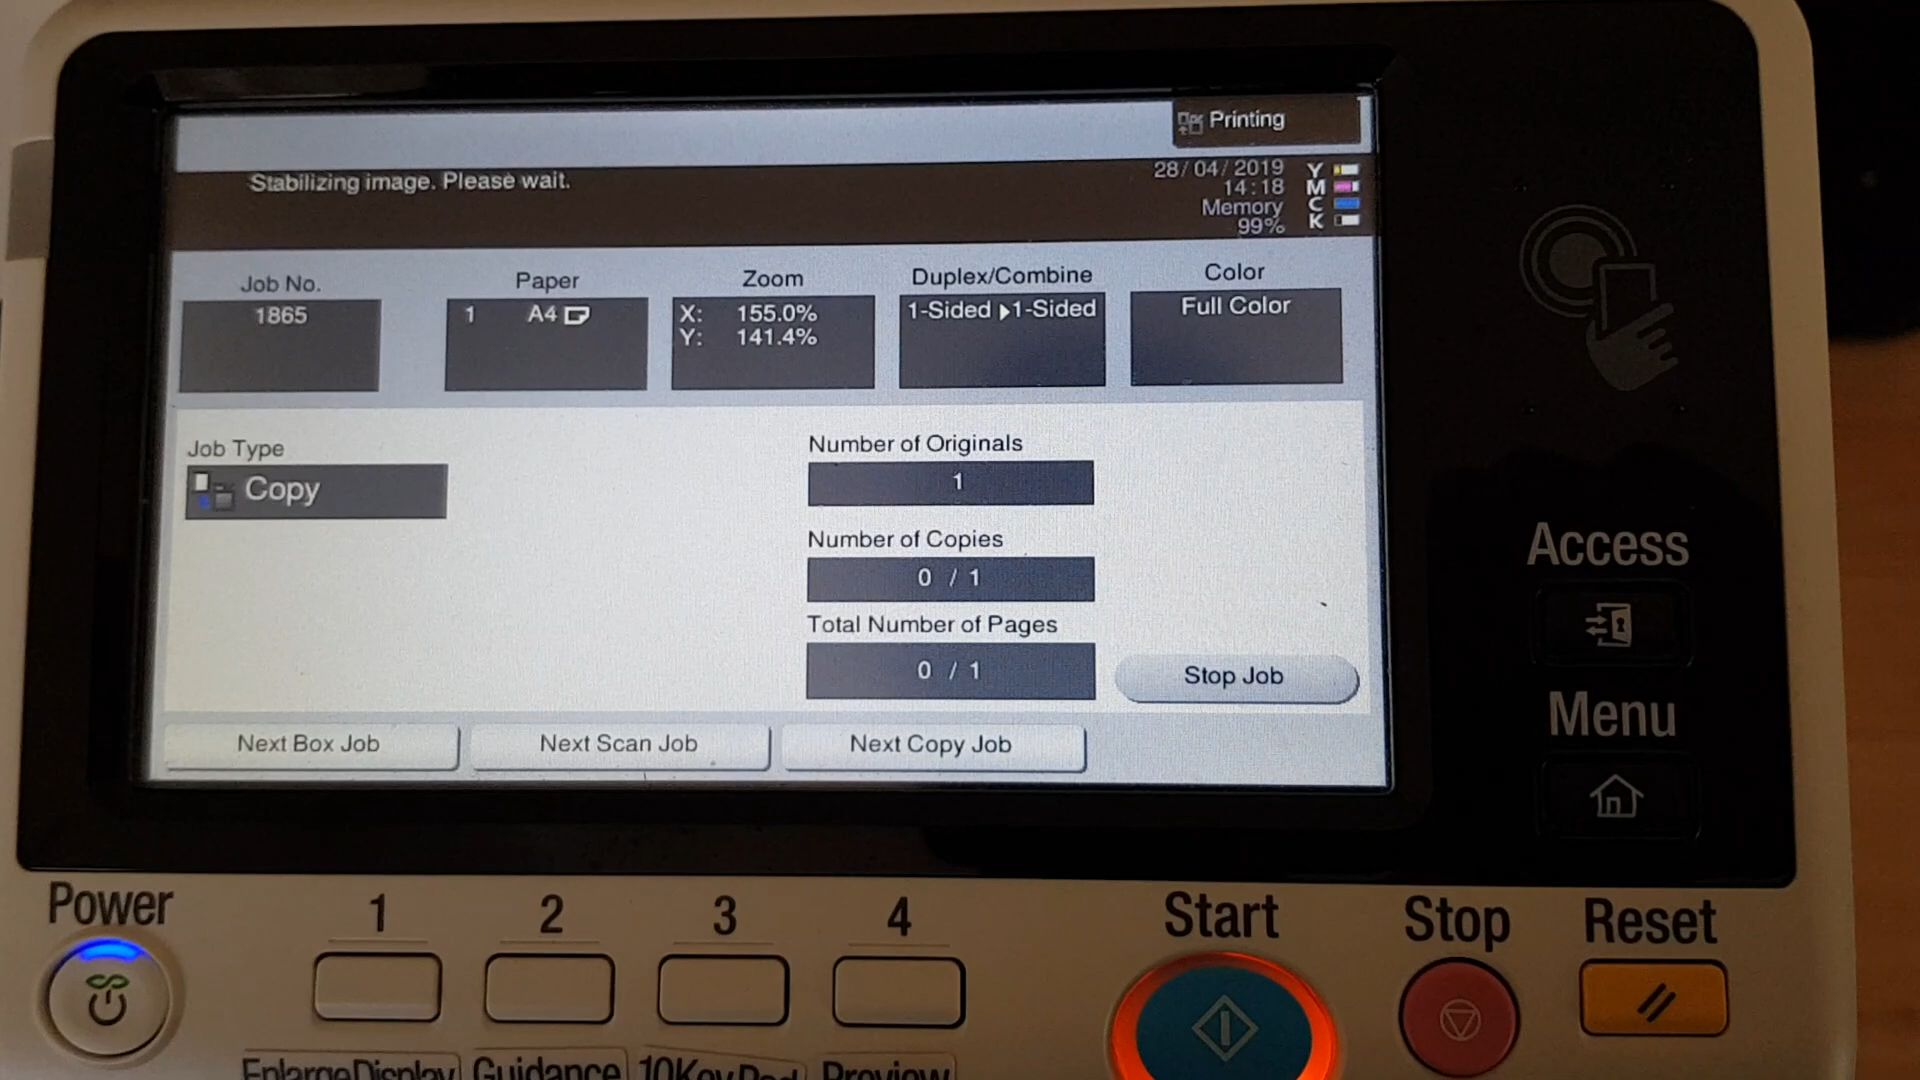 Printing
Stabilizing image. Please wait.
28/04/2019
14:18
Memory
99%
Y
M
C
K
Job No.
1865
Paper
1 A4
Zoom
X: 155.0%
Y: 141.4%
Duplex/Combine
1-Sided ▶1-Sided
Color
Full Color
Job Type
Copy
Number of Originals
1
Number of Copies
0 / 1
Total Number of Pages
0 / 1
Stop Job
Next Box Job
Next Scan Job
Next Copy Job
Access
Menu
Power
1
2
3
4
Start
Stop
Reset
EnlargeDisplay
Guidance
10KeyPad
Preview